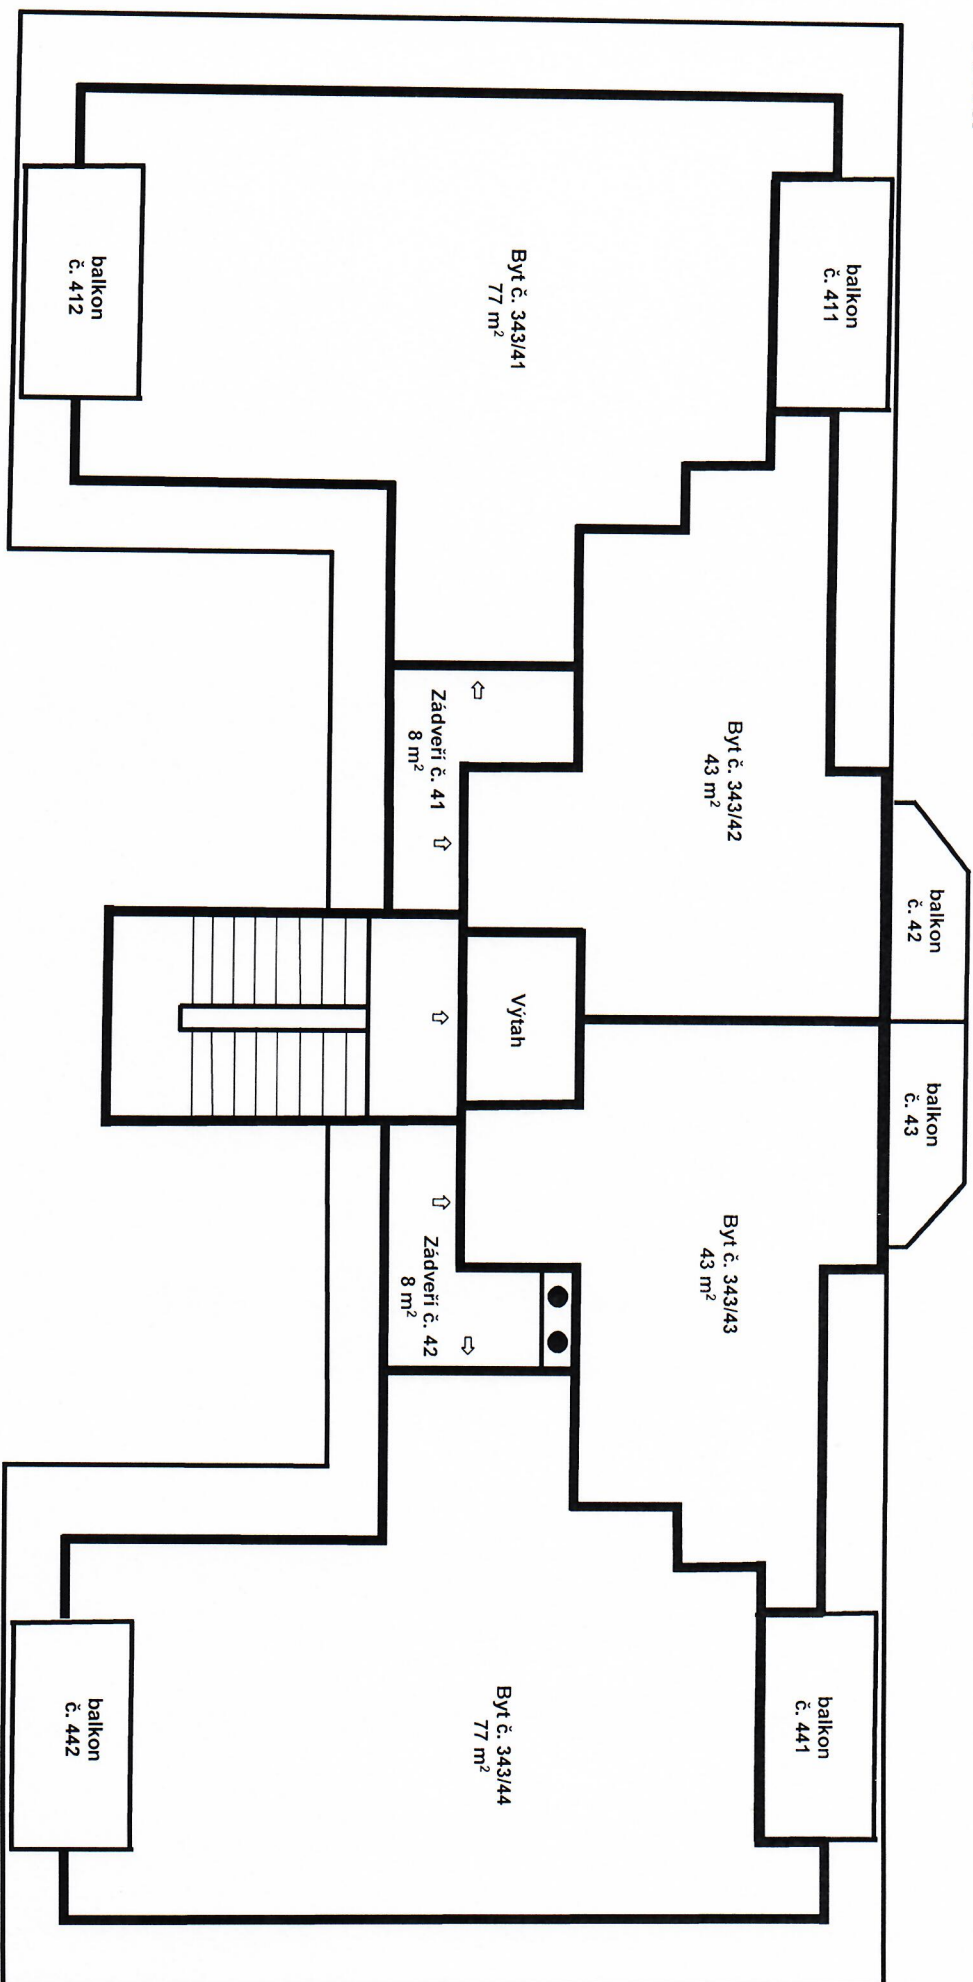 balkon
č. 42
balkon
č. 43
balkon
č. 411
balkon
č. 441
Byt č. 343/42
43 m²
Byt č. 343/43
43 m²
Byt č. 343/41
77 m²
Výtah
Byt č. 343/44
77 m²
Zádveří č. 41
8 m²
Zádveří č. 42
8 m²
balkon
č. 412
balkon
č. 442